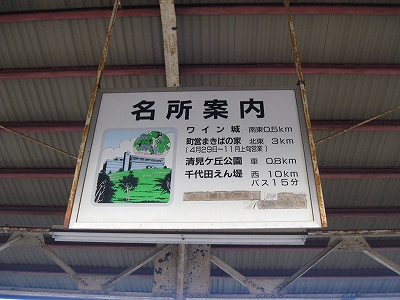 名所案内
ワイン城 南東0.5km
町営まきばの家 北東 3km
(4月29日~11月上旬営業)
清見ケ丘公園 車 0.8km
千代田えん堤 西 10km
バス15分